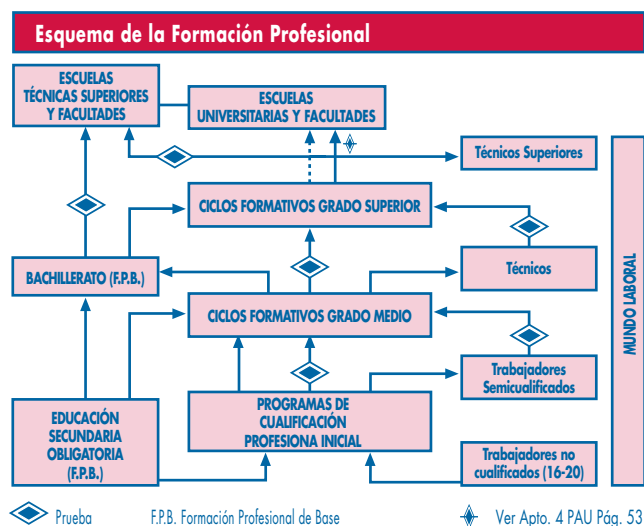 Esquema de la Formación Profesional
ESCUELAS
TÉCNICAS SUPERIORES
Y FACULTADES
ESCUELAS
UNIVERSITARIAS Y FACULTADES
Técnicos Superiores
CICLOS FORMATIVOS GRADO SUPERIOR
BACHILLERATO (F.P.B.)
Técnicos
CICLOS FORMATIVOS GRADO MEDIO
Trabajadores
Semicualificados
EDUCACIÓN
SECUNDARIA
OBLIGATORIA
(F.P.B.)
PROGRAMAS DE
CUALIFICACIÓN
PROFESIONA INICIAL
Trabajadores no
cualificados (16-20)
MUNDO LABORAL
Prueba
F.P.B. Formación Profesional de Base
Ver Apto. 4 PAU Pág. 53